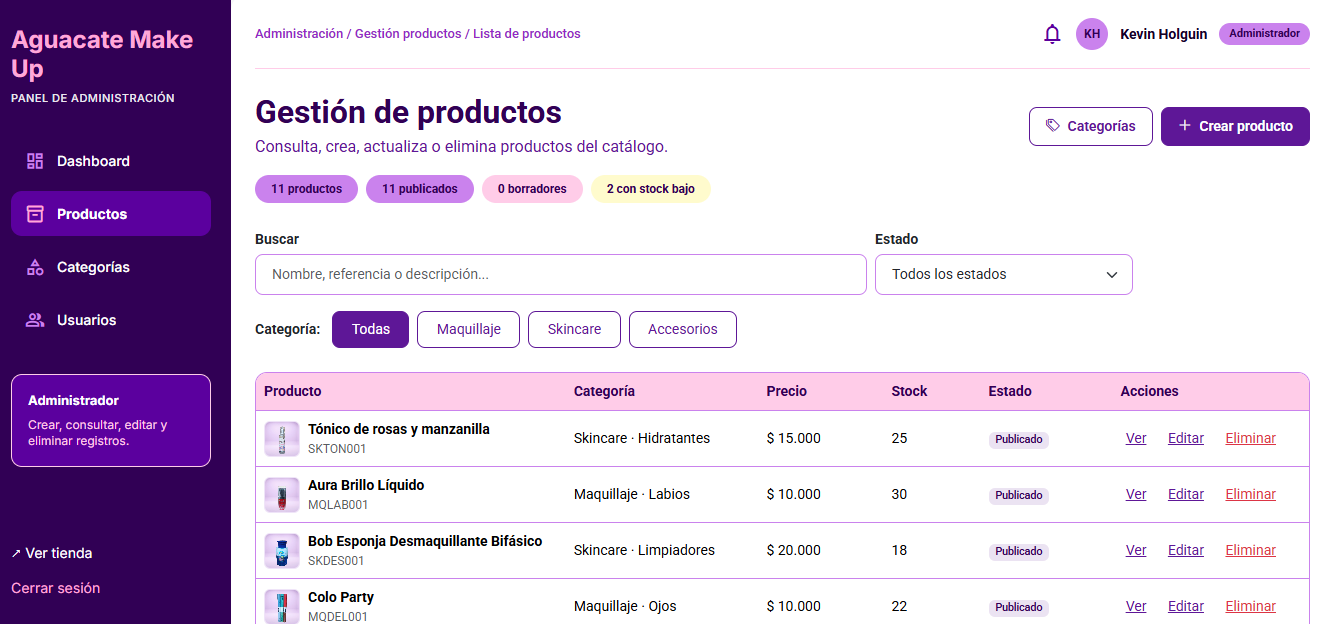 Aguacate Make
Up
PANEL DE ADMINISTRACIÓN
Dashboard
Productos
Categorías
Usuarios
Administrador
Crear, consultar, editar y
eliminar registros.
↗ Ver tienda
Cerrar sesión
Administración / Gestión productos / Lista de productos
KH Kevin Holguin Administrador
Gestión de productos
Consulta, crea, actualiza o elimina productos del catálogo.
Categorías + Crear producto
11 productos 11 publicados 0 borradores 2 con stock bajo
Buscar Estado
Nombre, referencia o descripción... Todos los estados
Categoría: Todas Maquillaje Skincare Accesorios
Producto Categoría Precio Stock Estado Acciones
Tónico de rosas y manzanilla
SKTON001
Skincare · Hidratantes $ 15.000 25 Publicado Ver Editar Eliminar
Aura Brillo Líquido
MQLAB001
Maquillaje · Labios $ 10.000 30 Publicado Ver Editar Eliminar
Bob Esponja Desmaquillante Bifásico
SKDES001
Skincare · Limpiadores $ 20.000 18 Publicado Ver Editar Eliminar
Colo Party
MQDEL001
Maquillaje · Ojos $ 10.000 22 Publicado Ver Editar Eliminar